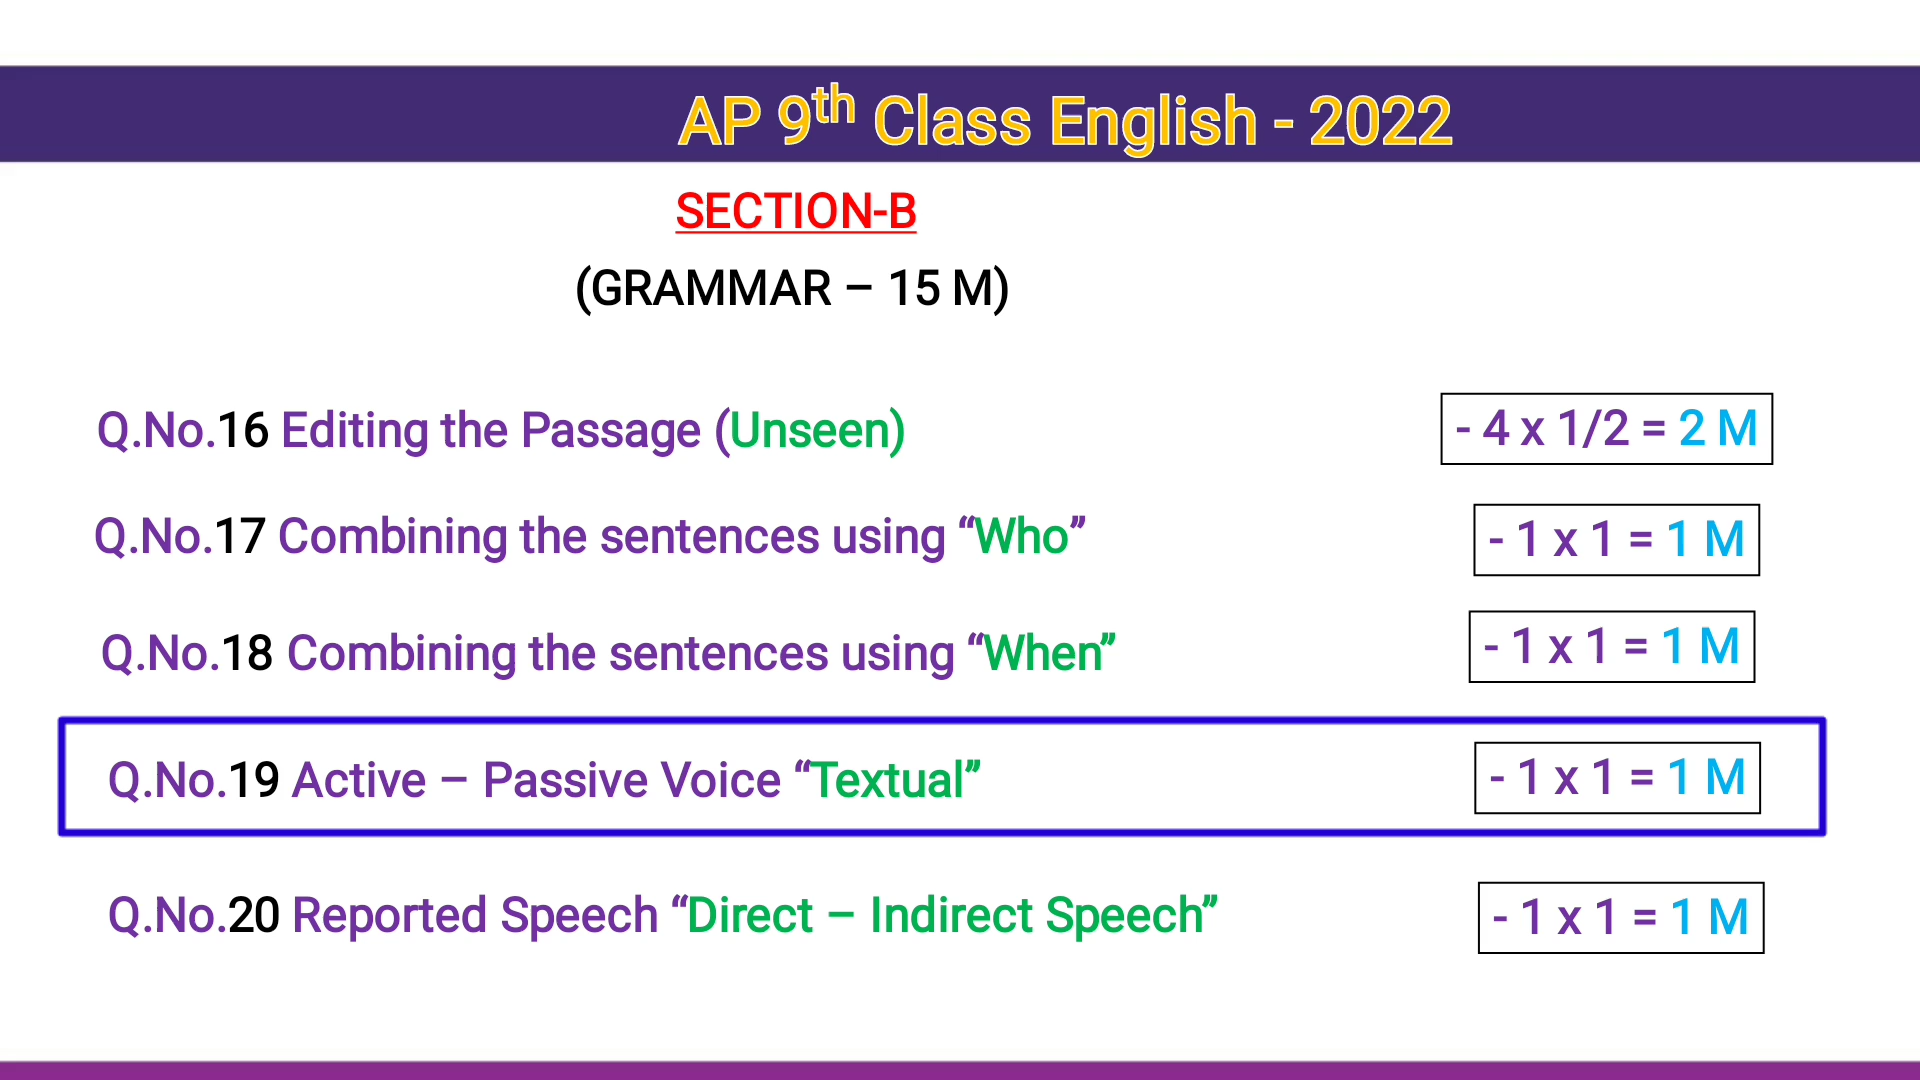 AP 9th Class English - 2022
SECTION-B
(GRAMMAR – 15 M)
Q.No.16 Editing the Passage (Unseen) - 4 x 1/2 = 2 M
Q.No.17 Combining the sentences using “Who” - 1 x 1 = 1 M
Q.No.18 Combining the sentences using “When” - 1 x 1 = 1 M
Q.No.19 Active – Passive Voice “Textual” - 1 x 1 = 1 M
Q.No.20 Reported Speech “Direct – Indirect Speech” - 1 x 1 = 1 M